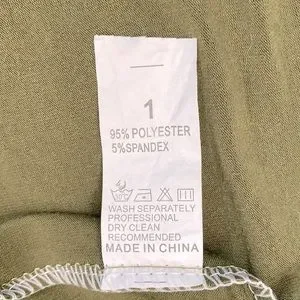 1
95% POLYESTER
5%SPANDEX
WASH SEPARATELY
PROFESSIONAL
DRY CLEAN
RECOMMENDED
MADE IN CHINA